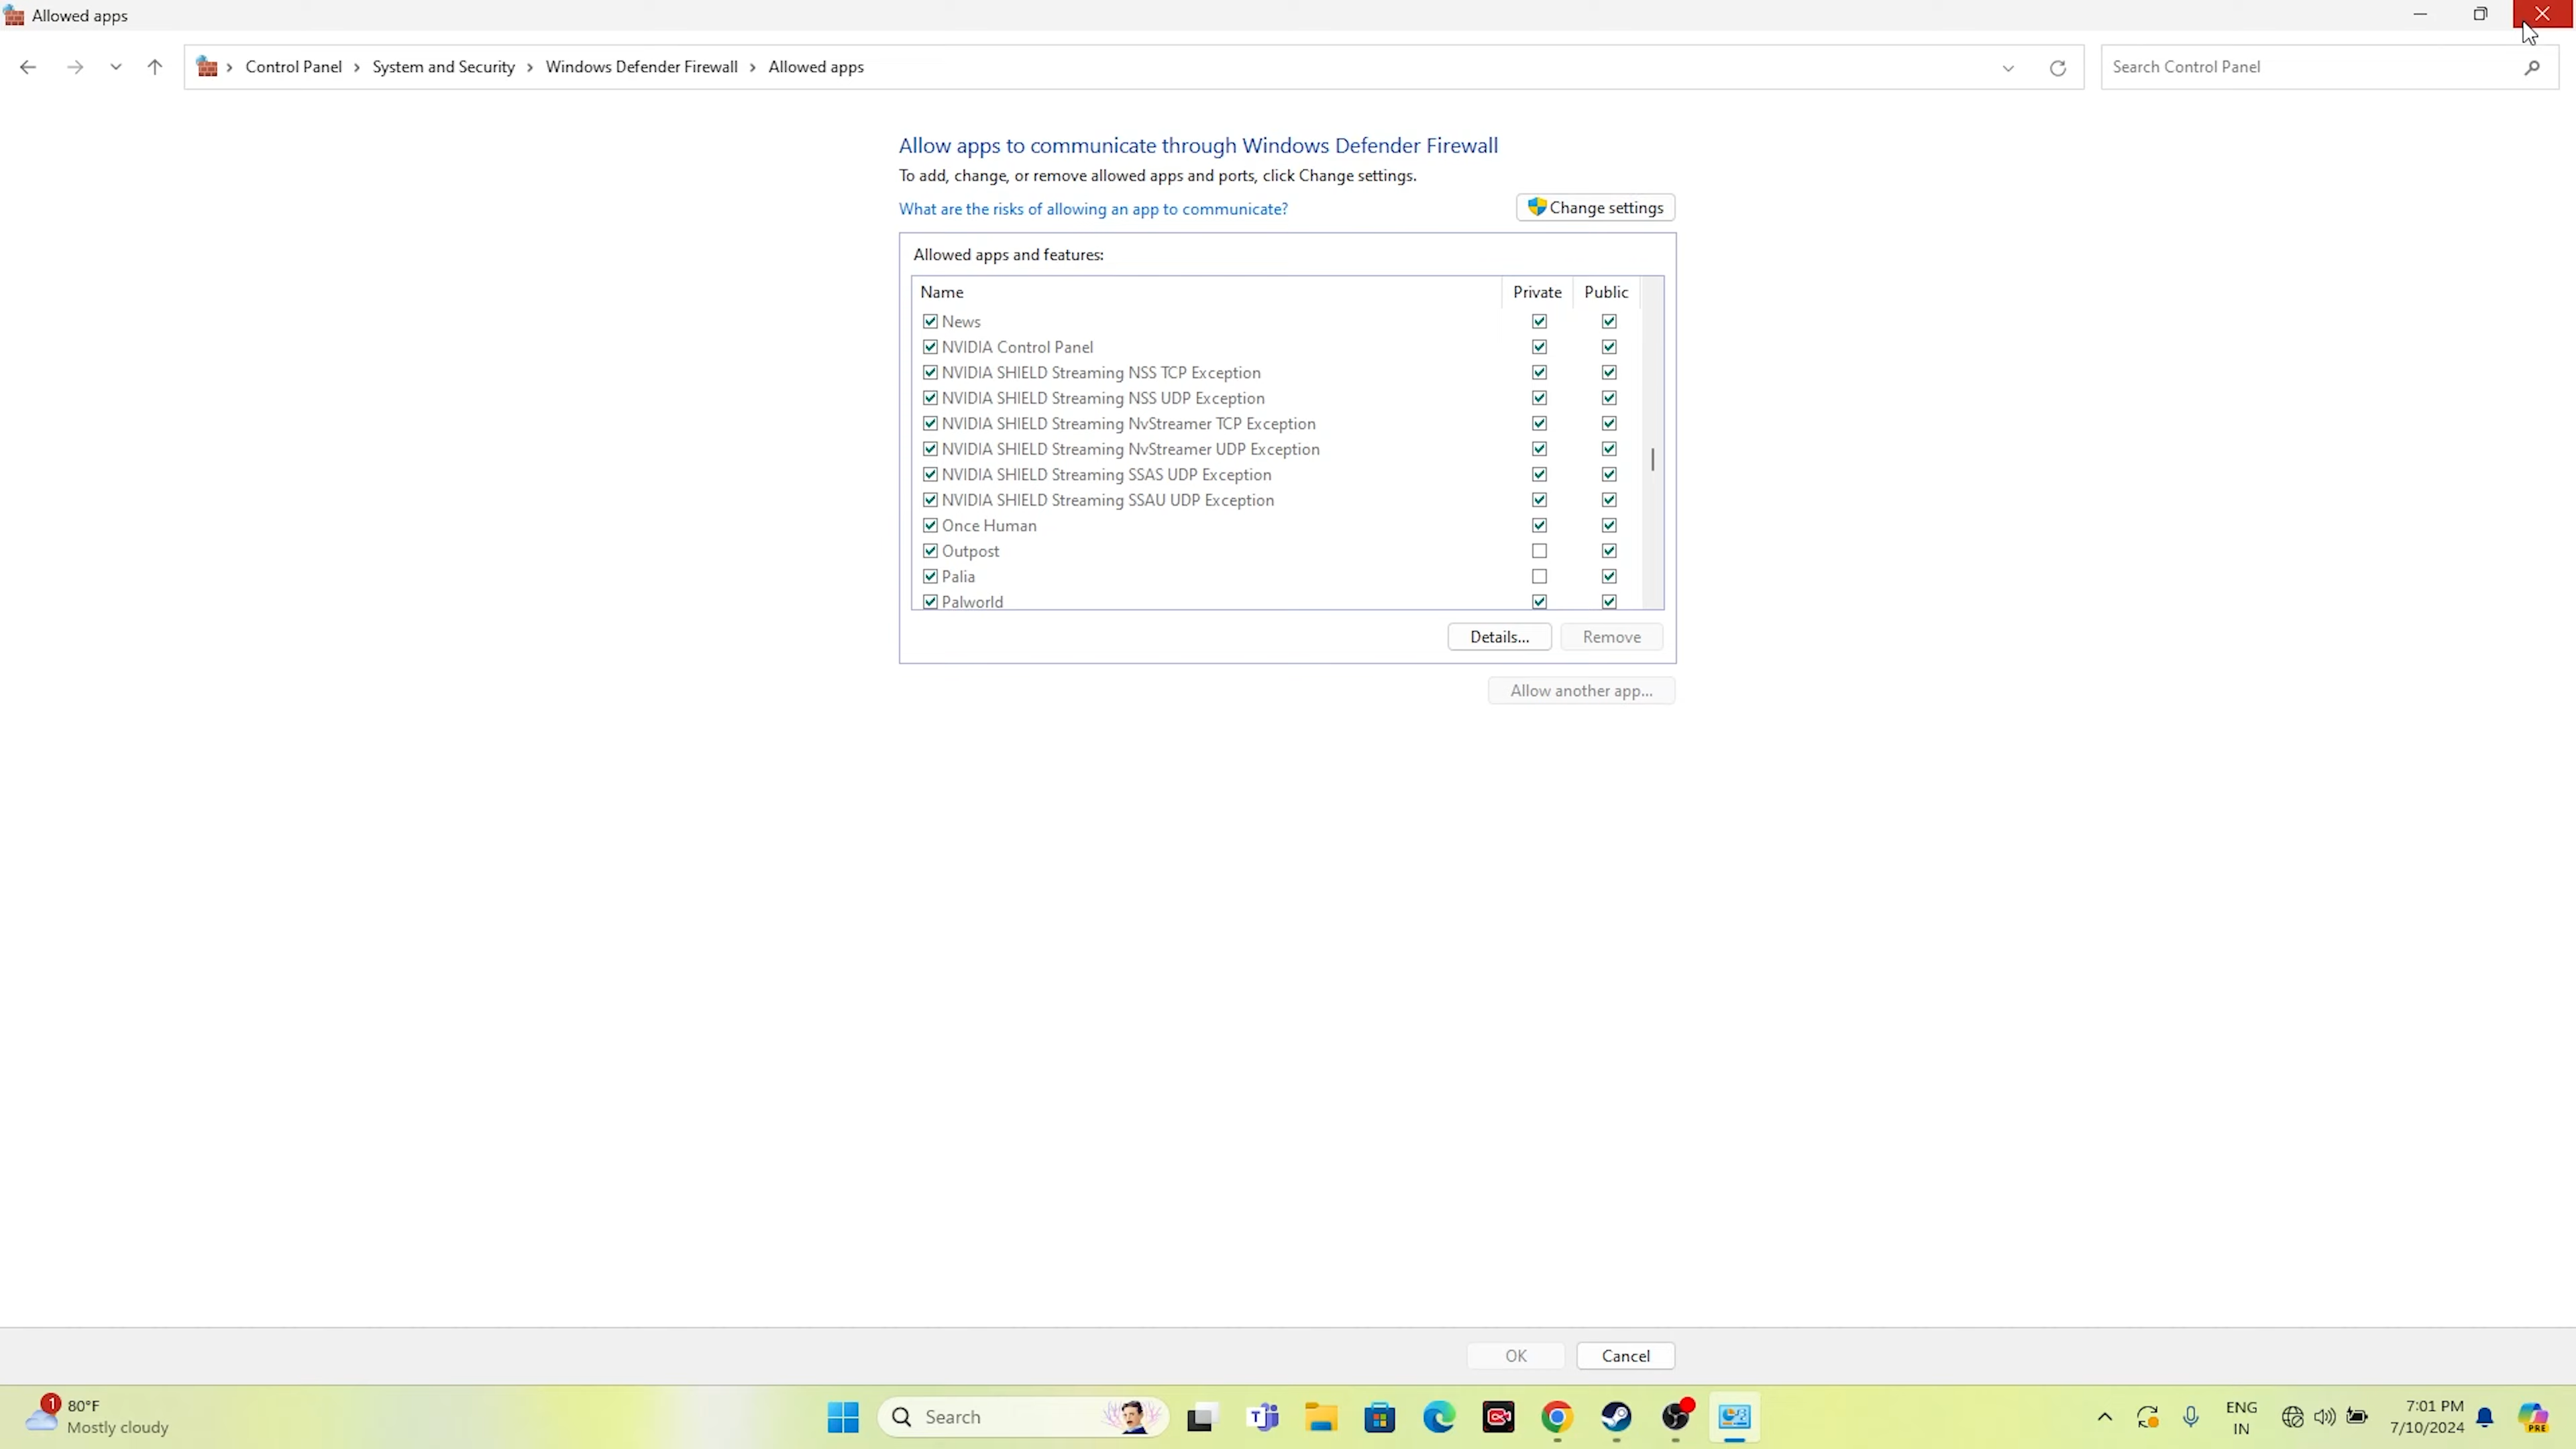 Allowed apps
Control Panel > System and Security > Windows Defender Firewall > Allowed apps
Search Control Panel
Allow apps to communicate through Windows Defender Firewall
To add, change, or remove allowed apps and ports, click Change settings.
What are the risks of allowing an app to communicate?
Change settings
Allowed apps and features:
Name Private Public
News
NVIDIA Control Panel
NVIDIA SHIELD Streaming NSS TCP Exception
NVIDIA SHIELD Streaming NSS UDP Exception
NVIDIA SHIELD Streaming NvStreamer TCP Exception
NVIDIA SHIELD Streaming NvStreamer UDP Exception
NVIDIA SHIELD Streaming SSAS UDP Exception
NVIDIA SHIELD Streaming SSAU UDP Exception
Once Human
Outpost
Palia
Palworld
Details... Remove
Allow another app...
OK Cancel
1 80°F
Mostly cloudy
Search
ENG
IN
7:01 PM
7/10/2024
PRE